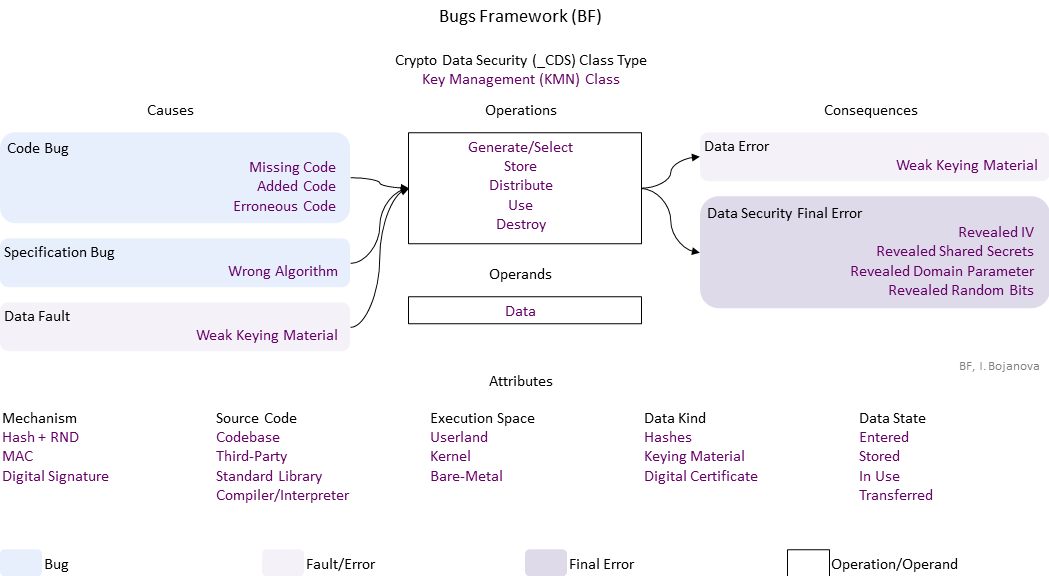 Bugs Framework (BF)
Crypto Data Security (_CDS) Class Type
Key Management (KMN) Class
Causes
Operations
Consequences
Code Bug
Missing Code
Added Code
Erroneous Code
Specification Bug
Wrong Algorithm
Data Fault
Weak Keying Material
Generate/Select
Store
Distribute
Use
Destroy
Operands
Data
Data Error
Weak Keying Material
Data Security Final Error
Revealed IV
Revealed Shared Secrets
Revealed Domain Parameter
Revealed Random Bits
BF, I. Bojanova
Attributes
Mechanism
Hash + RND
MAC
Digital Signature
Source Code
Codebase
Third-Party
Standard Library
Compiler/Interpreter
Execution Space
Userland
Kernel
Bare-Metal
Data Kind
Hashes
Keying Material
Digital Certificate
Data State
Entered
Stored
In Use
Transferred
Bug
Fault/Error
Final Error
Operation/Operand